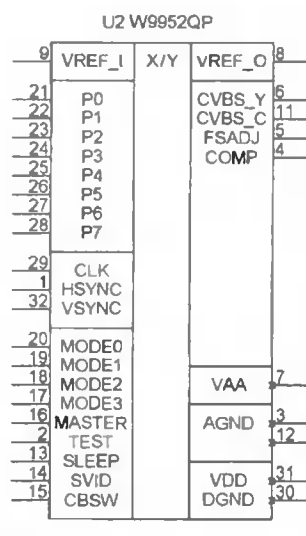 U2 W9952QP
9 VREF_I X/Y VREF_O 8
21 P0 CVBS_Y 6
22 P1 CVBS_C 11
23 P2 FSADJ 5
24 P3 COMP 4
25 P4
26 P5
27 P6
28 P7
29 CLK
1 HSYNC
32 VSYNC
20 MODE0
19 MODE1
18 MODE2 VAA 7
17 MODE3
16 MASTER AGND 3
2 TEST 12
13 SLEEP
14 SVID VDD 31
15 CBSW DGND 30